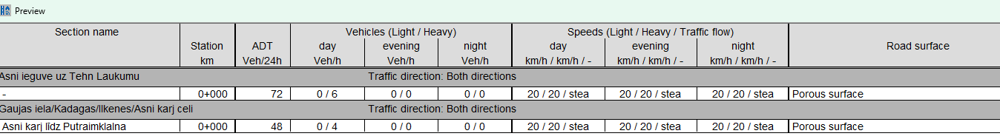 Preview
Section name Vehicles (Light / Heavy) Speeds (Light / Heavy / Traffic flow)
Station ADT day evening night day evening night Road surface
km Veh/24h Veh/h Veh/h Veh/h km/h / km/h / - km/h / km/h / - km/h / km/h / -
Asni ieguve uz Tehn Laukumu Traffic direction: Both directions
- 0+000 72 0 / 6 0 / 0 0 / 0 20 / 20 / stea 20 / 20 / stea 20 / 20 / stea Porous surface
Gaujas iela/Kadagas/Ilkenes/Asni karj celi Traffic direction: Both directions
Asni karj līdz Putraimklalna 0+000 48 0 / 4 0 / 0 0 / 0 20 / 20 / stea 20 / 20 / stea 20 / 20 / stea Porous surface